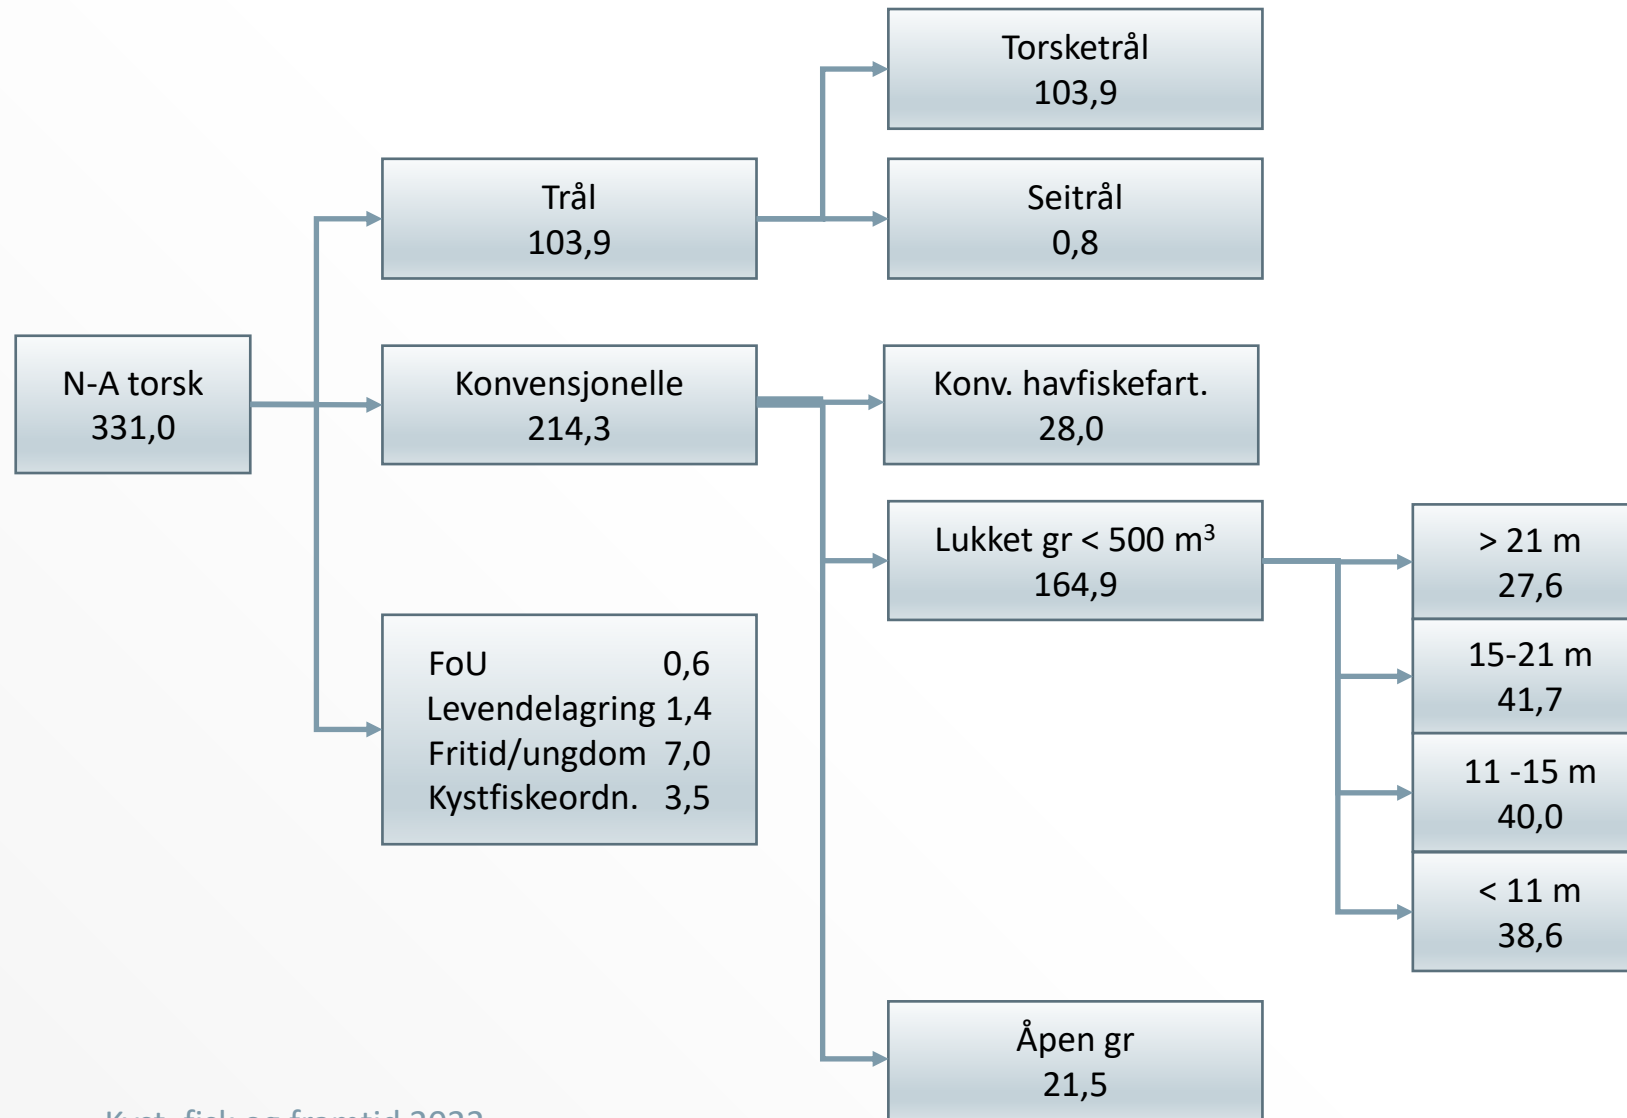 N-A torsk
331,0
Trål
103,9
Torsketrål
103,9
Seitrål
0,8
Konvensjonelle
214,3
Konv. havfiskefart.
28,0
Lukket gr < 500 m³
164,9
> 21 m
27,6
15-21 m
41,7
11 -15 m
40,0
< 11 m
38,6
Åpen gr
21,5
FoU 0,6
Levendelagring 1,4
Fritid/ungdom 7,0
Kystfiskeordn. 3,5